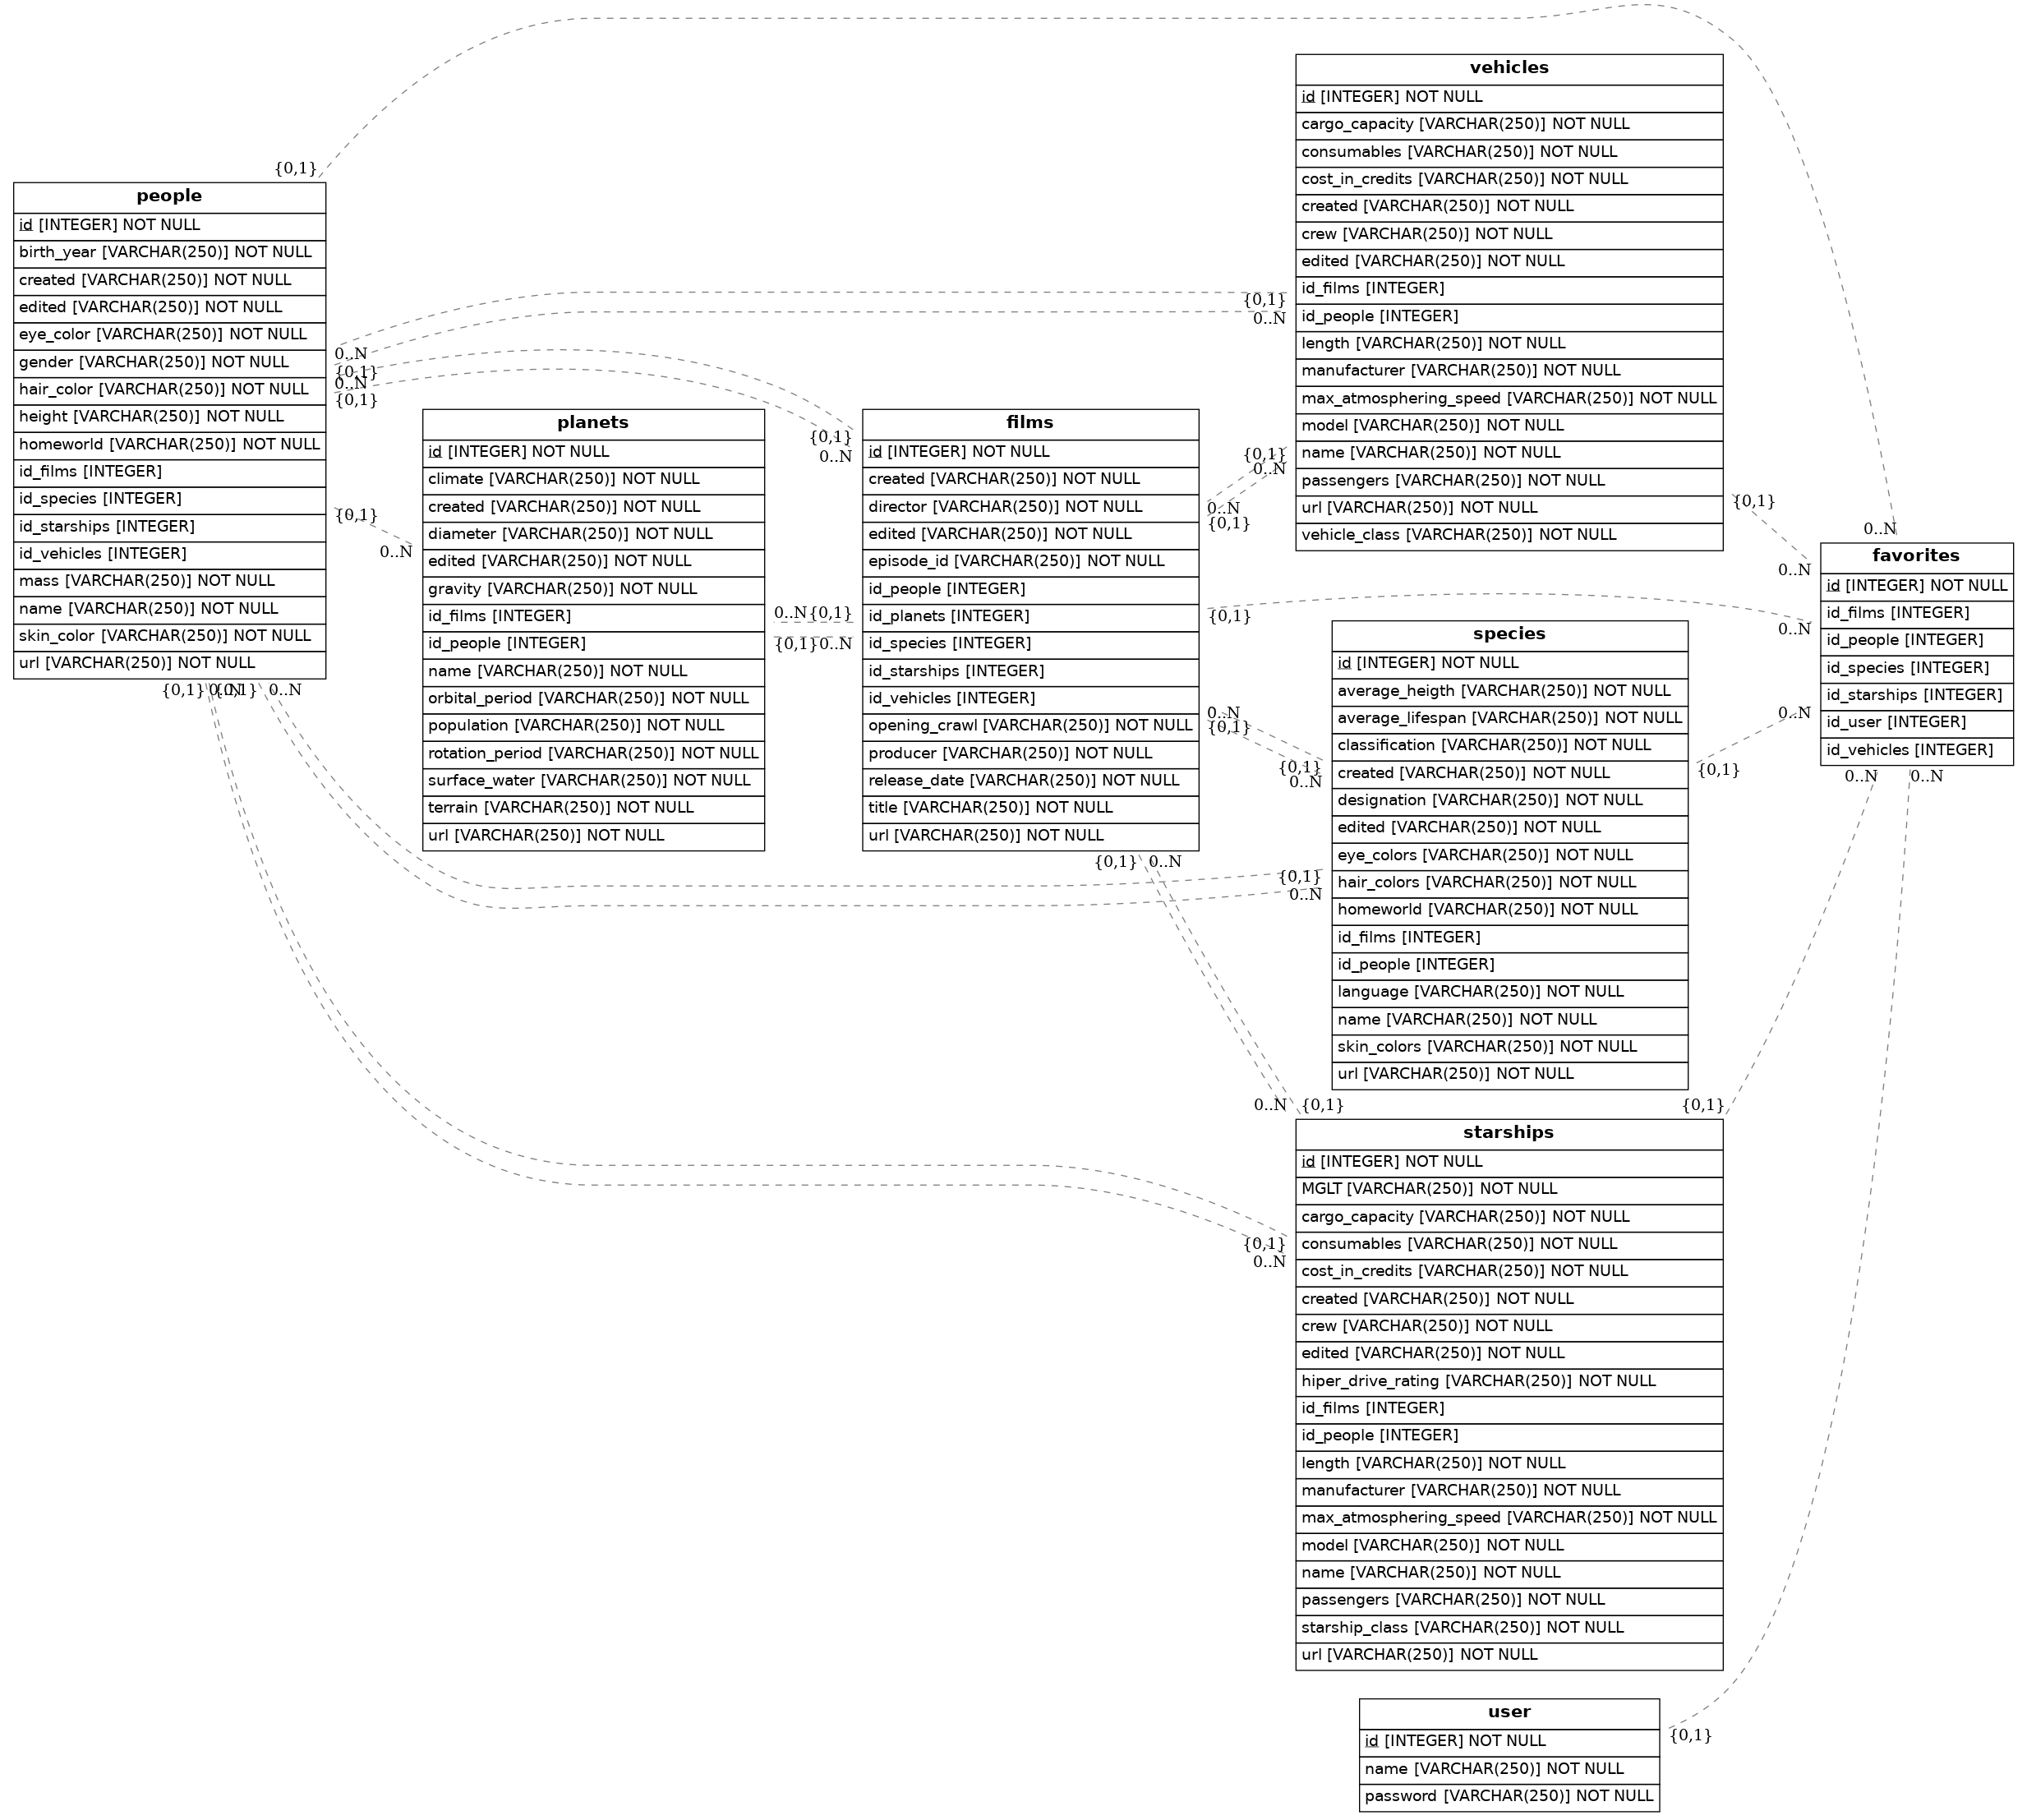 people
id [INTEGER] NOT NULL
birth_year [VARCHAR(250)] NOT NULL
created [VARCHAR(250)] NOT NULL
edited [VARCHAR(250)] NOT NULL
eye_color [VARCHAR(250)] NOT NULL
gender [VARCHAR(250)] NOT NULL
hair_color [VARCHAR(250)] NOT NULL
height [VARCHAR(250)] NOT NULL
homeworld [VARCHAR(250)] NOT NULL
id_films [INTEGER]
id_species [INTEGER]
id_starships [INTEGER]
id_vehicles [INTEGER]
mass [VARCHAR(250)] NOT NULL
name [VARCHAR(250)] NOT NULL
skin_color [VARCHAR(250)] NOT NULL
url [VARCHAR(250)] NOT NULL
{0,1}
0..N
{0,1}
0..N
{0,1}
{0,1}
{0,1}
0..N
{0,1}
0..N
planets
id [INTEGER] NOT NULL
climate [VARCHAR(250)] NOT NULL
created [VARCHAR(250)] NOT NULL
diameter [VARCHAR(250)] NOT NULL
edited [VARCHAR(250)] NOT NULL
gravity [VARCHAR(250)] NOT NULL
id_films [INTEGER]
id_people [INTEGER]
name [VARCHAR(250)] NOT NULL
orbital_period [VARCHAR(250)] NOT NULL
population [VARCHAR(250)] NOT NULL
rotation_period [VARCHAR(250)] NOT NULL
surface_water [VARCHAR(250)] NOT NULL
terrain [VARCHAR(250)] NOT NULL
url [VARCHAR(250)] NOT NULL
0..N
0..N{0,1}
{0,1}0..N
films
id [INTEGER] NOT NULL
created [VARCHAR(250)] NOT NULL
director [VARCHAR(250)] NOT NULL
edited [VARCHAR(250)] NOT NULL
episode_id [VARCHAR(250)] NOT NULL
id_people [INTEGER]
id_planets [INTEGER]
id_species [INTEGER]
id_starships [INTEGER]
id_vehicles [INTEGER]
opening_crawl [VARCHAR(250)] NOT NULL
producer [VARCHAR(250)] NOT NULL
release_date [VARCHAR(250)] NOT NULL
title [VARCHAR(250)] NOT NULL
url [VARCHAR(250)] NOT NULL
{0,1}
0..N
0..N
{0,1}
{0,1}
0..N
{0,1}
{0,1}
0..N
vehicles
id [INTEGER] NOT NULL
cargo_capacity [VARCHAR(250)] NOT NULL
consumables [VARCHAR(250)] NOT NULL
cost_in_credits [VARCHAR(250)] NOT NULL
created [VARCHAR(250)] NOT NULL
crew [VARCHAR(250)] NOT NULL
edited [VARCHAR(250)] NOT NULL
id_films [INTEGER]
id_people [INTEGER]
length [VARCHAR(250)] NOT NULL
manufacturer [VARCHAR(250)] NOT NULL
max_atmosphering_speed [VARCHAR(250)] NOT NULL
model [VARCHAR(250)] NOT NULL
name [VARCHAR(250)] NOT NULL
passengers [VARCHAR(250)] NOT NULL
url [VARCHAR(250)] NOT NULL
vehicle_class [VARCHAR(250)] NOT NULL
{0,1}
0..N
{0,1}
0..N
{0,1}
species
id [INTEGER] NOT NULL
average_heigth [VARCHAR(250)] NOT NULL
average_lifespan [VARCHAR(250)] NOT NULL
classification [VARCHAR(250)] NOT NULL
created [VARCHAR(250)] NOT NULL
designation [VARCHAR(250)] NOT NULL
edited [VARCHAR(250)] NOT NULL
eye_colors [VARCHAR(250)] NOT NULL
hair_colors [VARCHAR(250)] NOT NULL
homeworld [VARCHAR(250)] NOT NULL
id_films [INTEGER]
id_people [INTEGER]
language [VARCHAR(250)] NOT NULL
name [VARCHAR(250)] NOT NULL
skin_colors [VARCHAR(250)] NOT NULL
url [VARCHAR(250)] NOT NULL
{0,1}
0..N
{0,1}
0..N
{0,1}
favorites
id [INTEGER] NOT NULL
id_films [INTEGER]
id_people [INTEGER]
id_species [INTEGER]
id_starships [INTEGER]
id_user [INTEGER]
id_vehicles [INTEGER]
0..N
0..N
0..N
0..N
0..N
0..N
starships
id [INTEGER] NOT NULL
MGLT [VARCHAR(250)] NOT NULL
cargo_capacity [VARCHAR(250)] NOT NULL
consumables [VARCHAR(250)] NOT NULL
cost_in_credits [VARCHAR(250)] NOT NULL
created [VARCHAR(250)] NOT NULL
crew [VARCHAR(250)] NOT NULL
edited [VARCHAR(250)] NOT NULL
hiper_drive_rating [VARCHAR(250)] NOT NULL
id_films [INTEGER]
id_people [INTEGER]
length [VARCHAR(250)] NOT NULL
manufacturer [VARCHAR(250)] NOT NULL
max_atmosphering_speed [VARCHAR(250)] NOT NULL
model [VARCHAR(250)] NOT NULL
name [VARCHAR(250)] NOT NULL
passengers [VARCHAR(250)] NOT NULL
starship_class [VARCHAR(250)] NOT NULL
url [VARCHAR(250)] NOT NULL
0..N
{0,1}
{0,1}
{0,1}
0..N
user
id [INTEGER] NOT NULL
name [VARCHAR(250)] NOT NULL
password [VARCHAR(250)] NOT NULL
{0,1}